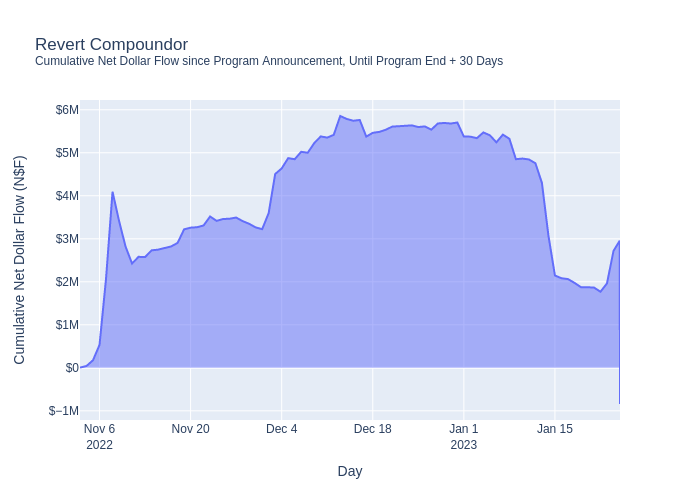 Revert Compoundor
Cumulative Net Dollar Flow since Program Announcement, Until Program End + 30 Days
Cumulative Net Dollar Flow (N$F)
$6M
$5M
$4M
$3M
$2M
$1M
$0
$−1M
Nov 6
2022
Nov 20
Dec 4
Dec 18
Jan 1
2023
Jan 15
Day